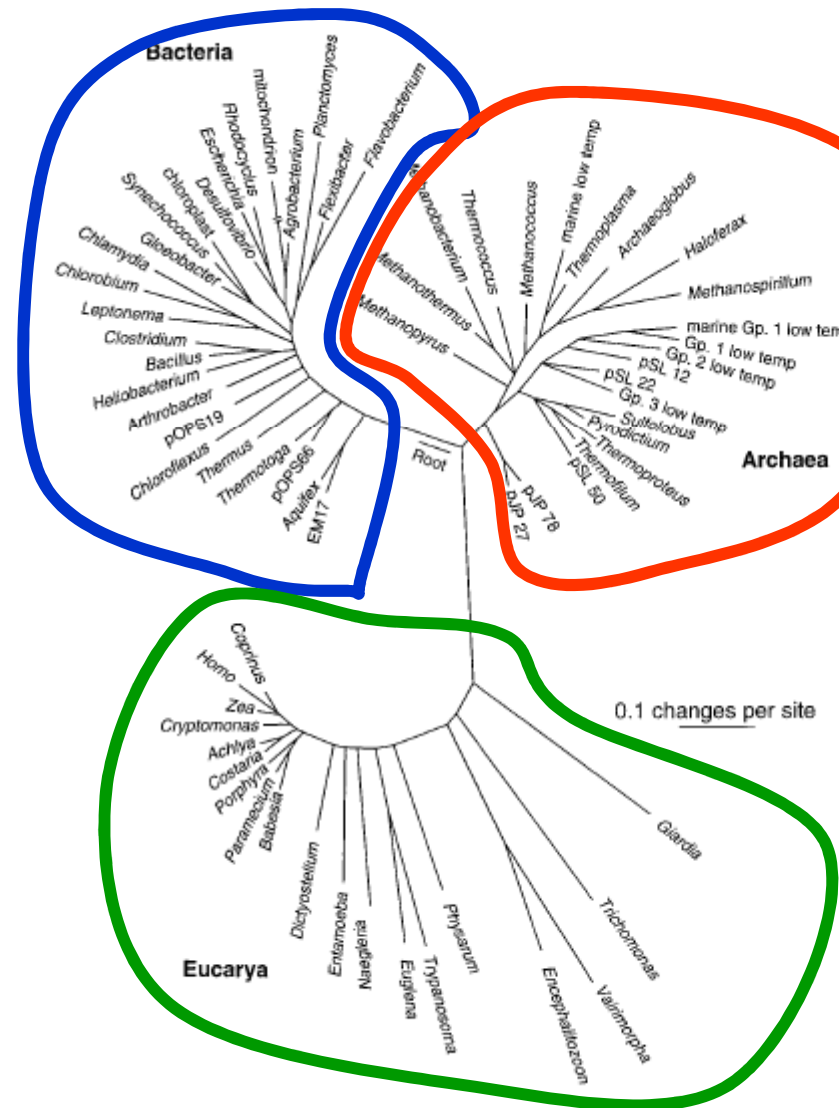 Bacteria
Planctomyces
Flavobacterium
mitochondrion
Rhodocyclus
Escherichia
Desulfovibrio
Agrobacterium
Flexibacter
chloroplast
Synechococcus
Gloeobacter
Chlamydia
Chlorobium
Leptonema
Clostridium
Bacillus
Heliobacterium
Arthrobacter
pOPS19
Chloroflexus
Thermus
Thermotoga
pOPS66
Aquifex
EM17
Root
Methanothermus
Methanopyrus
Thermococcus
Methanococcus
marine low temp
Thermoplasma
Archaeoglobus
Haloferax
Methanospirillum
marine Gp. 1 low
Gp. 1 low temp
Gp. 2 low temp
pSL 12
pSL 22
Gp. 3 low temp
Sulfolobus
Pyrodictium
Thermoproteus
Thermofilum
pSL 50
pJP 78
pJP 27
Archaea
Coprinus
Homo
Zea
Cryptomonas
Achlya
Costaria
Porphyra
Paramecium
Babesia
Dictyostelium
Entamoeba
Naegleria
Euglena
Trypanosoma
Physarum
Encephalitozoon
Vairimorpha
Trichomonas
Giardia
0.1 changes per site
Eucarya